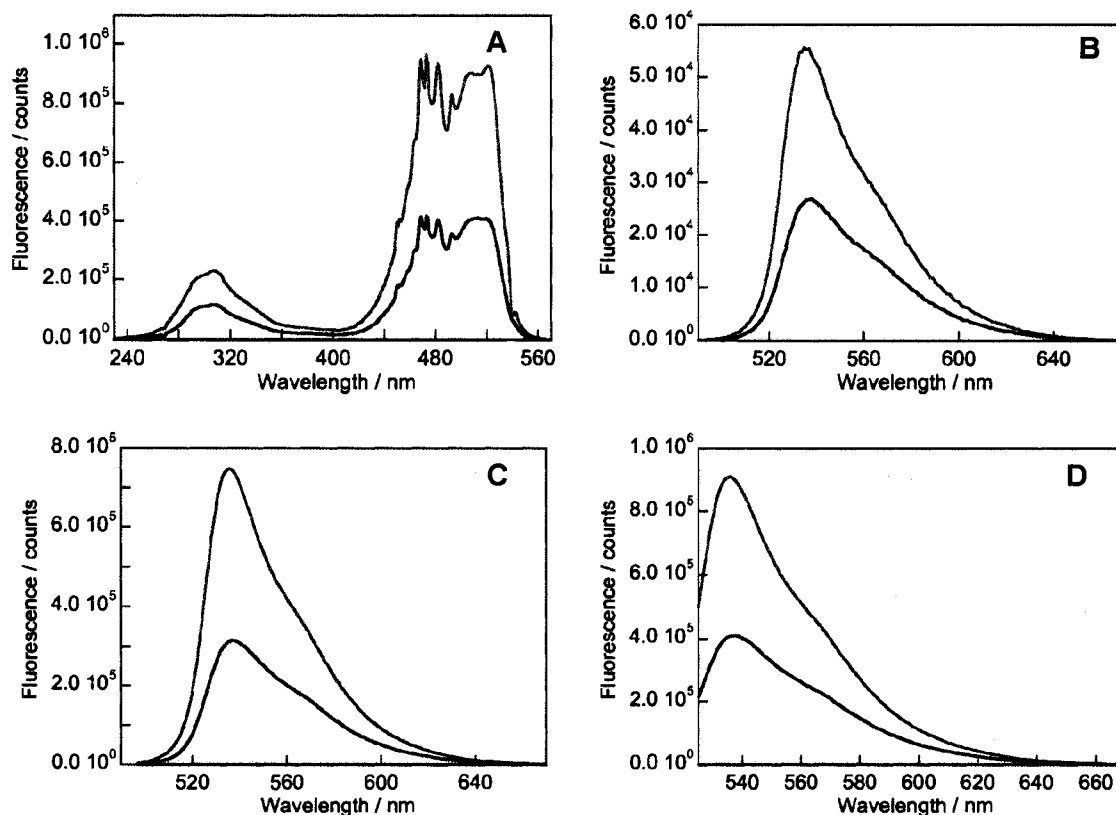 A
Fluorescence / counts
1.0 10⁶
8.0 10⁵
6.0 10⁵
4.0 10⁵
2.0 10⁵
0.0 10⁰
240 320 400 480 560
Wavelength / nm
B
Fluorescence / counts
6.0 10⁴
5.0 10⁴
4.0 10⁴
3.0 10⁴
2.0 10⁴
1.0 10⁴
0.0 10⁰
520 560 600 640
Wavelength / nm
C
Fluorescence / counts
8.0 10⁵
6.0 10⁵
4.0 10⁵
2.0 10⁵
0.0 10⁰
520 560 600 640
Wavelength / nm
D
Fluorescence / counts
1.0 10⁶
8.0 10⁵
6.0 10⁵
4.0 10⁵
2.0 10⁵
0.0 10⁰
540 560 580 600 620 640 660
Wavelength / nm